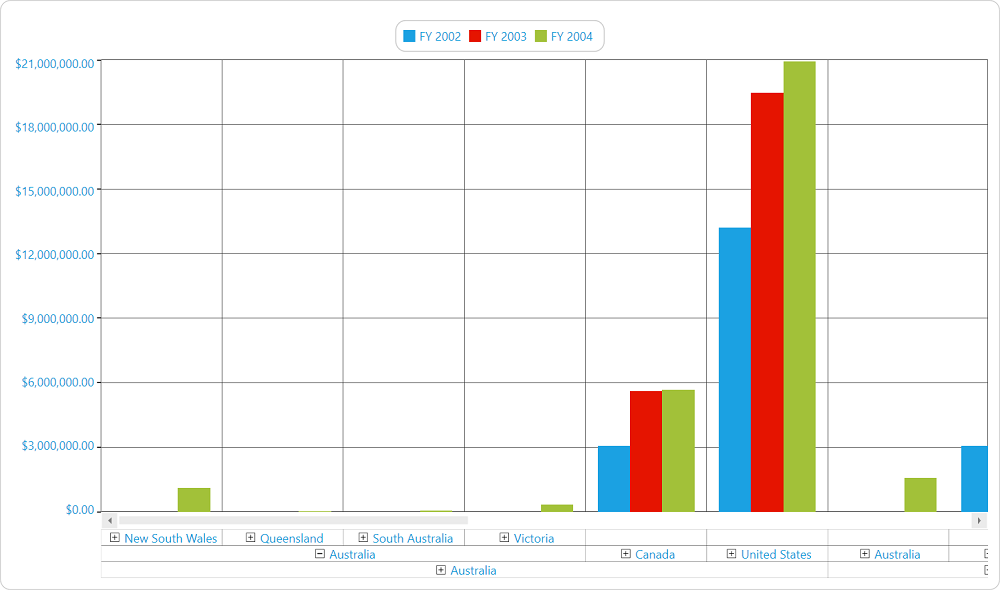 FY 2002 FY 2003 FY 2004
$21,000,000.00
$18,000,000.00
$15,000,000.00
$12,000,000.00
$9,000,000.00
$6,000,000.00
$3,000,000.00
$0.00
New South Wales Queensland South Australia Victoria
Australia Canada United States Australia
Australia